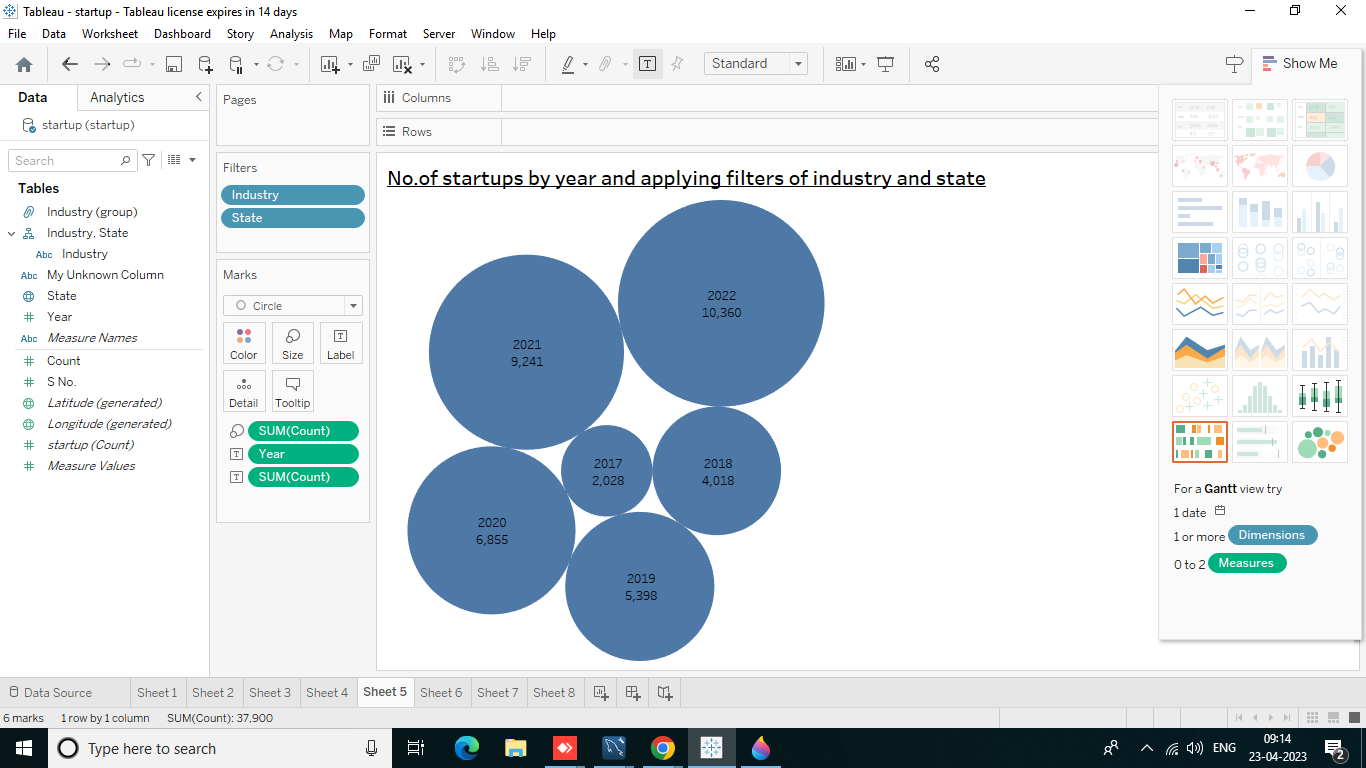 Tableau - startup - Tableau license expires in 14 days
File Data Worksheet Dashboard Story Analysis Map Format Server Window Help
Standard
Show Me
Data Analytics
startup (startup)
Search
Tables
Industry (group)
Industry, State
Abc Industry
Abc My Unknown Column
State
Year
Abc Measure Names
Count
S No.
Latitude (generated)
Longitude (generated)
startup (Count)
Measure Values
Pages
Filters
Industry
State
Marks
Circle
Color Size Label
Detail Tooltip
SUM(Count)
Year
SUM(Count)
Columns
Rows
No.of startups by year and applying filters of industry and state
2022
10,360
2021
9,241
2017
2,028
2018
4,018
2020
6,855
2019
5,398
For a Gantt view try
1 date
1 or more Dimensions
0 to 2 Measures
Data Source Sheet 1 Sheet 2 Sheet 3 Sheet 4 Sheet 5 Sheet 6 Sheet 7 Sheet 8
6 marks 1 row by 1 column SUM(Count): 37,900
Type here to search
ENG
09:14
23-04-2023
2